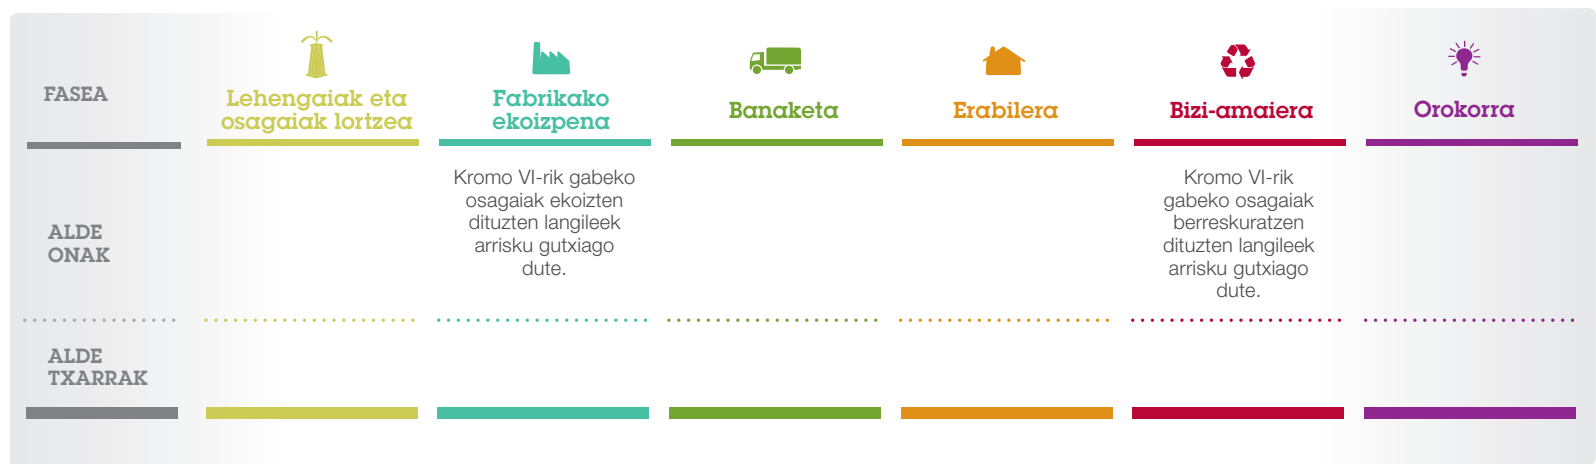 FASEA
Lehengaiak eta
osagaiak lortzea
Fabrikako
ekoizpena
Banaketa
Erabilera
Bizi-amaiera
Orokorra
ALDE
ONAK
Kromo VI-rik gabeko
osagaiak ekoizten
dituzten langileek
arrisku gutxiago
dute.
Kromo VI-rik
gabeko osagaiak
berreskuratzen
dituzten langileek
arrisku gutxiago
dute.
ALDE
TXARRAK